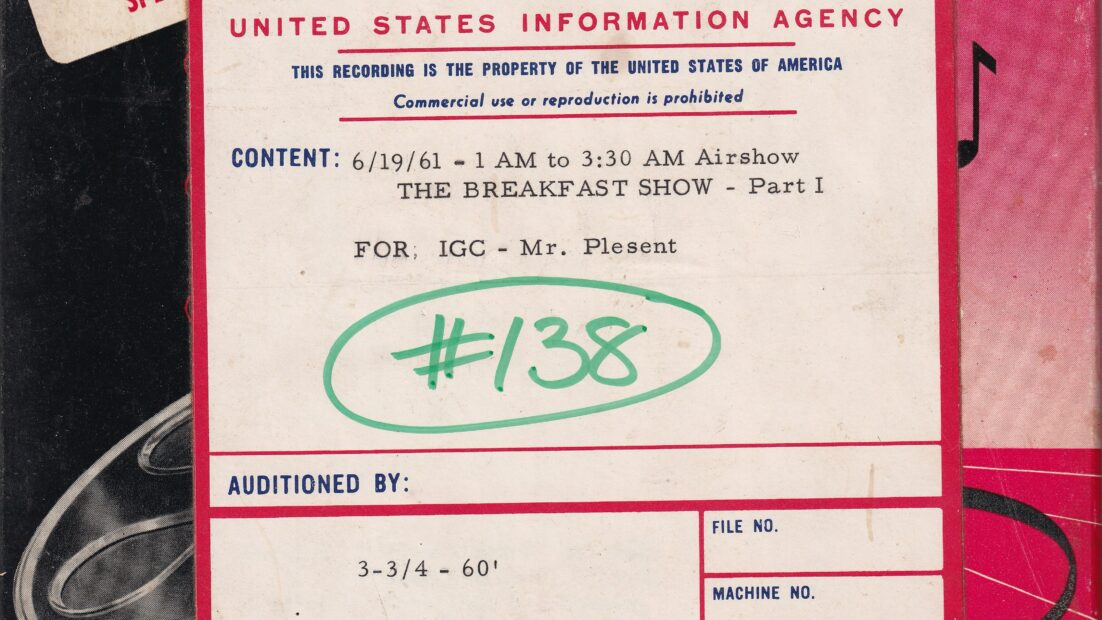 UNITED STATES INFORMATION AGENCY
THIS RECORDING IS THE PROPERTY OF THE UNITED STATES OF AMERICA
Commercial use or reproduction is prohibited
CONTENT: 6/19/61 - 1 AM to 3:30 AM Airshow
THE BREAKFAST SHOW - Part I
FOR; IGC - Mr. Plesent
#138
AUDITIONED BY:
3-3/4 - 60'
FILE NO.
MACHINE NO.